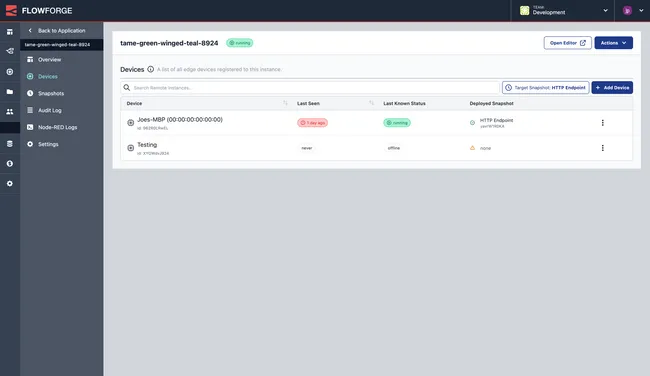 FLOWFORGE
TEAM:
Development
jp
Back to Application
tame-green-winged-teal-8924
Overview
Devices
Snapshots
Audit Log
Node-RED Logs
Settings
tame-green-winged-teal-8924 running
Open Editor
Actions
Devices A list of all edge devices registered to this instance.
Search Remote Instances...
Target Snapshot: HTTP Endpoint
Add Device
Device Last Seen Last Known Status Deployed Snapshot
Joes-MBP (00:00:00:00:00:00) 1 day ago running HTTP Endpoint
id:
Testing never offline none
id: